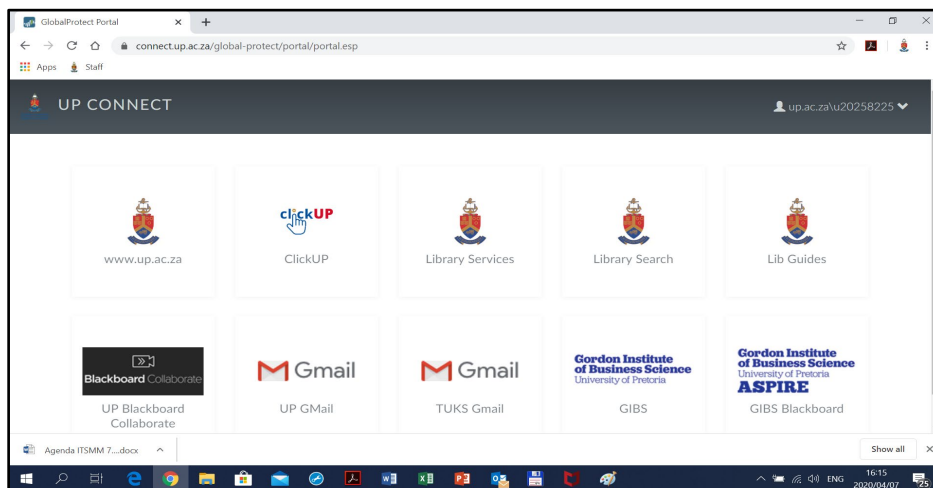 GlobalProtect Portal
connect.up.ac.za/global-protect/portal/portal.esp
Apps
Staff
UP CONNECT
up.ac.za\u20258225
www.up.ac.za
clickUP
ClickUP
Library Services
Library Search
Lib Guides
Blackboard Collaborate
UP Blackboard
Collaborate
Gmail
UP GMail
Gmail
TUKS Gmail
Gordon Institute
of Business Science
University of Pretoria
GIBS
Gordon Institute
of Business Science
University of Pretoria
ASPIRE
GIBS Blackboard
Agenda ITSMM 7....docx
Show all
ENG
16:15
2020/04/07
25